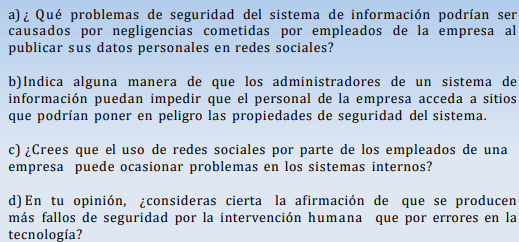 a)¿ Qué problemas de seguridad del sistema de información podrían ser
causados por negligencias cometidas por empleados de la empresa al
publicar sus datos personales en redes sociales?
b)Indica alguna manera de que los administradores de un sistema de
información puedan impedir que el personal de la empresa acceda a sitios
que podrían poner en peligro las propiedades de seguridad del sistema.
c) ¿Crees que el uso de redes sociales por parte de los empleados de una
empresa puede ocasionar problemas en los sistemas internos?
d) En tu opinión, ¿consideras cierta la afirmación de que se producen
más fallos de seguridad por la intervención humana que por errores en la
tecnología?